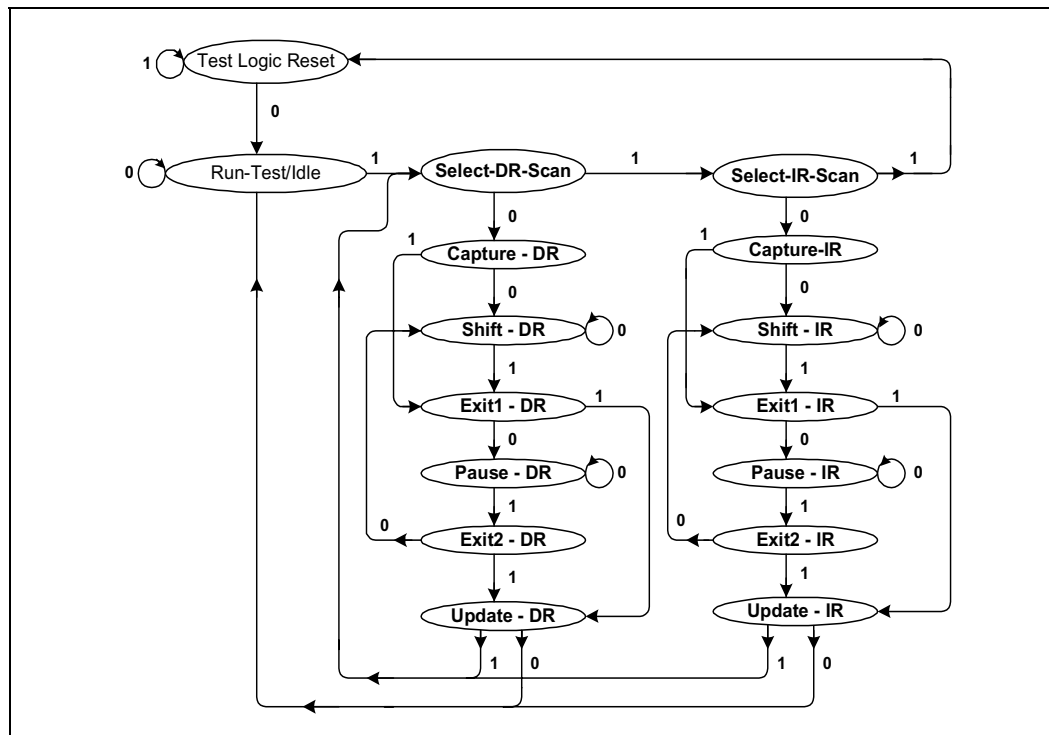 1 Test Logic Reset
0
0 Run-Test/Idle 1 Select-DR-Scan 1 Select-IR-Scan 1
0 0
1 Capture - DR 1 Capture-IR
0 0
Shift - DR 0 Shift - IR 0
1 1
Exit1 - DR 1 Exit1 - IR 1
0 0
Pause - DR 0 Pause - IR 0
1 1
0 Exit2 - DR 0 Exit2 - IR
1 1
Update - DR Update - IR
1 0 1 0